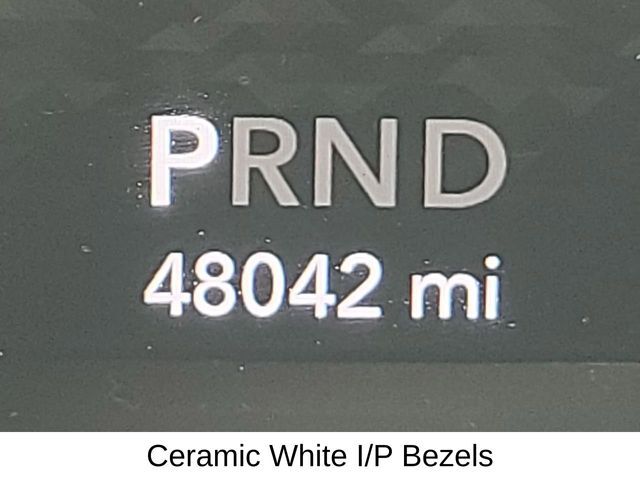 PRND
48042 mi
Ceramic White I/P Bezels